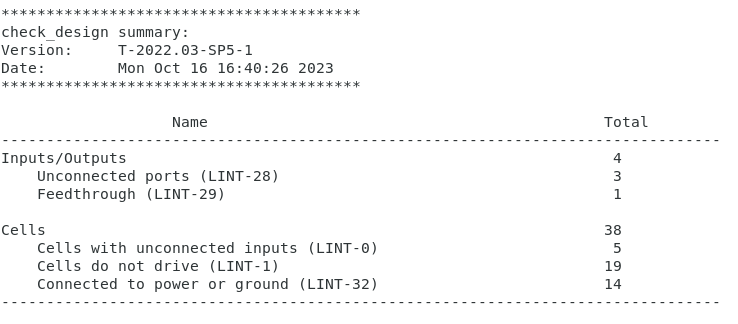 ****************************************
check_design summary:
Version:     T-2022.03-SP5-1
Date:        Mon Oct 16 16:40:26 2023
****************************************
                   Name                                            Total
--------------------------------------------------------------------------------
Inputs/Outputs                                                      4
    Unconnected ports (LINT-28)                                     3
    Feedthrough (LINT-29)                                           1
Cells                                                              38
    Cells with unconnected inputs (LINT-0)                          5
    Cells do not drive (LINT-1)                                    19
    Connected to power or ground (LINT-32)                         14
--------------------------------------------------------------------------------